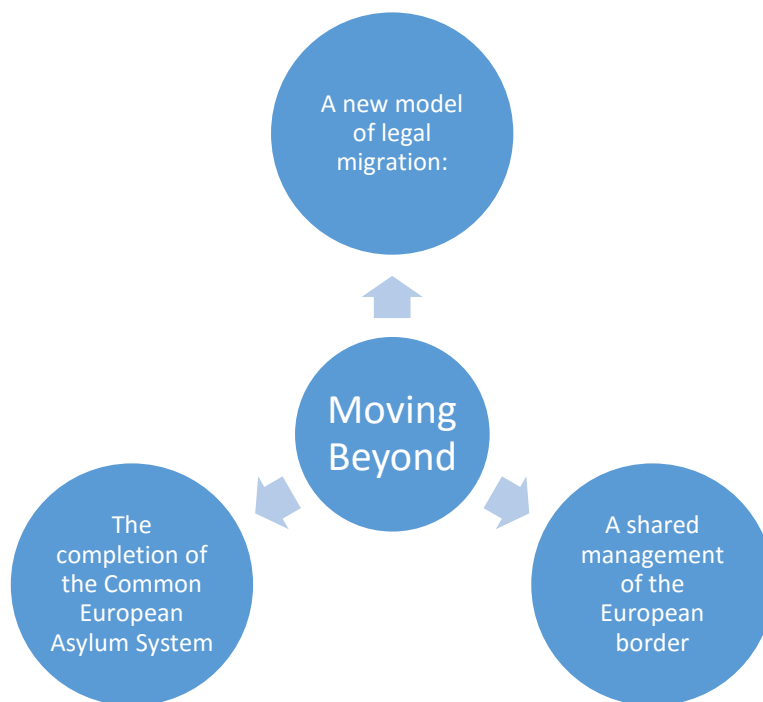 A new model
of legal
migration:
Moving
Beyond
The
completion of
the Common
European
Asylum System
A shared
management
of the
European
border